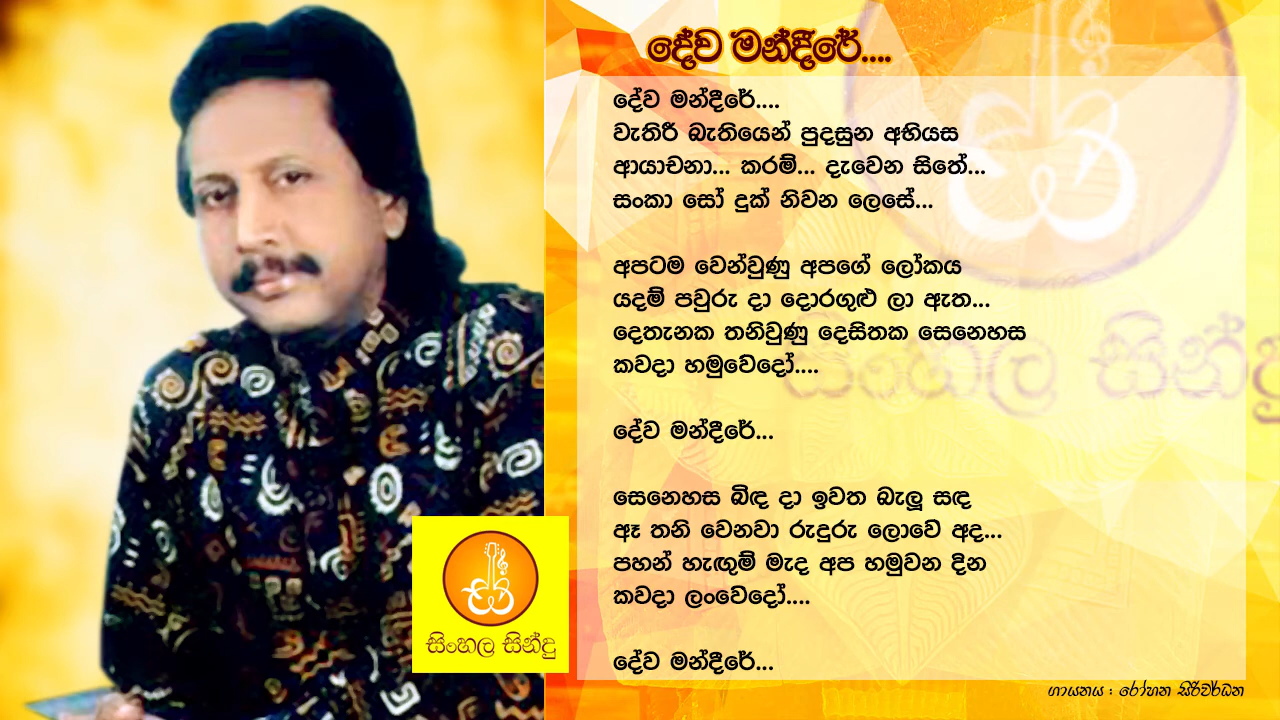 දේව මන්දීරේ....
දේව මන්දීරේ....
වැතිරී බැතියෙන් පුදසුන අභියස
ආයාචනා... කරමි... දැවෙන සිතේ...
සංකා සෝ දුක් නිවන ලෙසේ...
අපටම වෙන්වුණු අපගේ ලෝකය
යදම් පවුරු දා දොරගුළු ලා ඇත...
දෙතැනක තනිවුණු දෙසිතක සෙනෙහස
කවදා හමුවෙදෝ....
දේව මන්දීරේ...
සෙනෙහස බිඳ දා ඉවත බැලූ සඳ
ඈ තනි වෙනවා රුදුරු ලොවේ අද...
පහන් හැඟුම් මැද අප හමුවන දින
කවදා ලංවෙදෝ....
දේව මන්දීරේ...
ගායනය : රෝහන සිරිවර්ධන
සිංහල සින්දු
සිංහල සින්දු